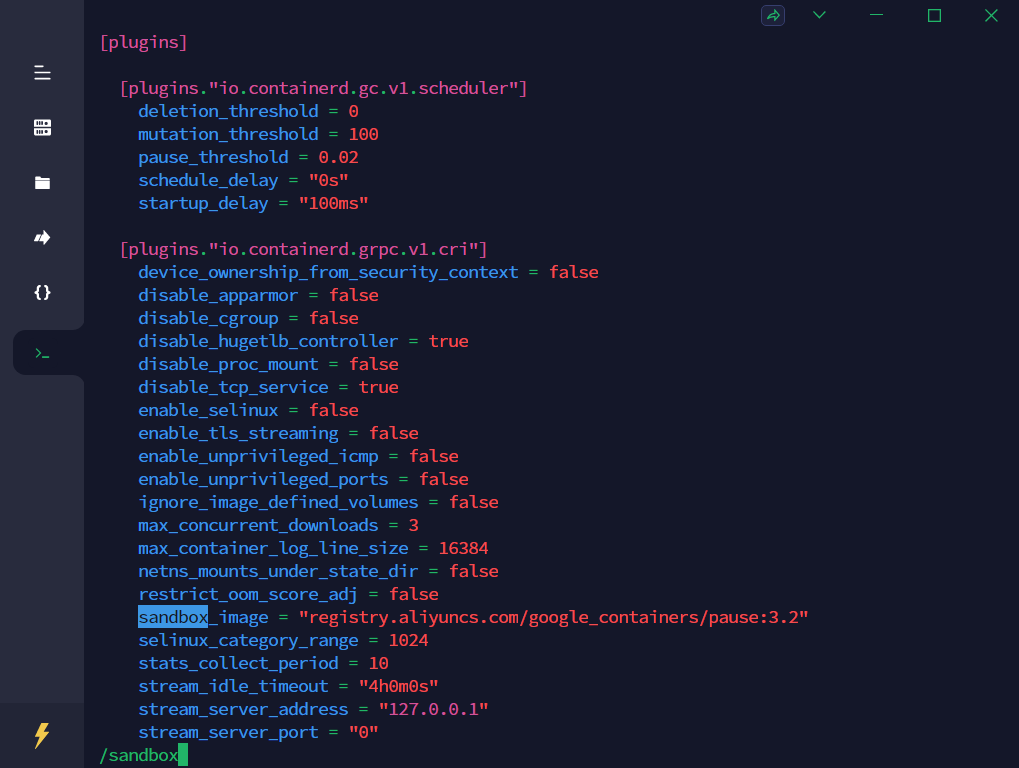 [plugins]
[plugins."io.containerd.gc.v1.scheduler"]
deletion_threshold = 0
mutation_threshold = 100
pause_threshold = 0.02
schedule_delay = "0s"
startup_delay = "100ms"
[plugins."io.containerd.grpc.v1.cri"]
device_ownership_from_security_context = false
disable_apparmor = false
disable_cgroup = false
disable_hugetlb_controller = true
disable_proc_mount = false
disable_tcp_service = true
enable_selinux = false
enable_tls_streaming = false
enable_unprivileged_icmp = false
enable_unprivileged_ports = false
ignore_image_defined_volumes = false
max_concurrent_downloads = 3
max_container_log_line_size = 16384
netns_mounts_under_state_dir = false
restrict_oom_score_adj = false
sandbox_image = "registry.aliyuncs.com/google_containers/pause:3.2"
selinux_category_range = 1024
stats_collect_period = 10
stream_idle_timeout = "4h0m0s"
stream_server_address = "127.0.0.1"
stream_server_port = "0"
/sandbox